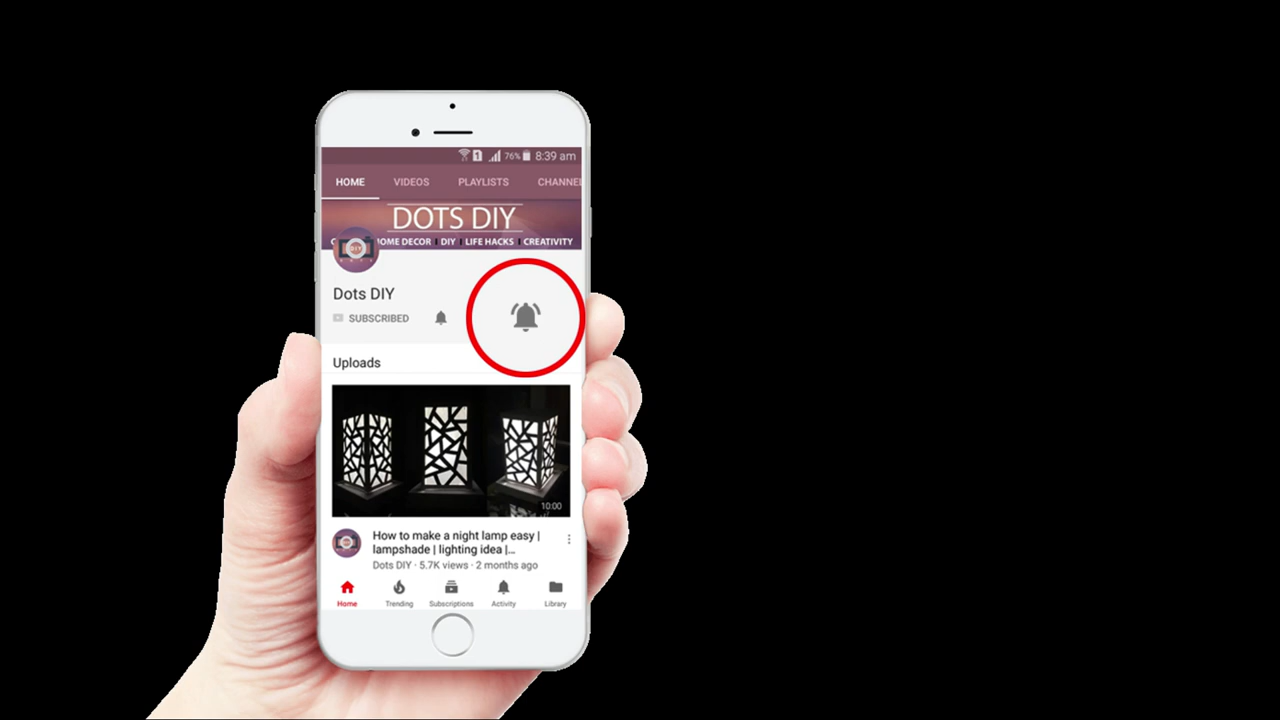 1 76% 8:39 am
HOME VIDEOS PLAYLISTS CHANNEL
DOTS DIY
HOME DECOR | DIY | LIFE HACKS | CREATIVITY
DIY
Dots DIY
SUBSCRIBED
Uploads
10:00
How to make a night lamp easy |
lampshade | lighting idea |...
Dots DIY · 5.7K views · 2 months ago
Home Trending Subscriptions Activity Library